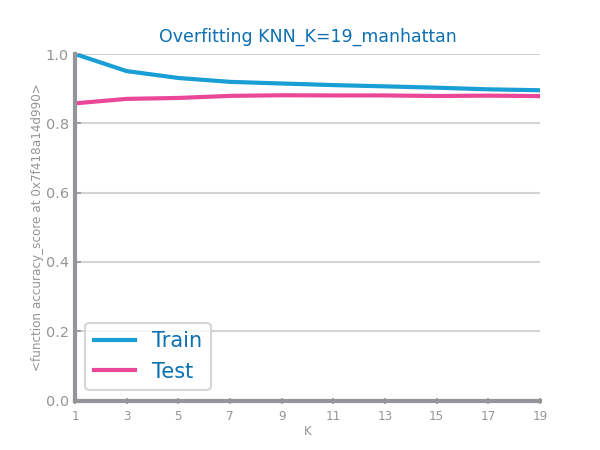 Overfitting KNN_K=19_manhattan
<function accuracy_score at 0x7f418a14d990>
1.0
0.8
0.6
0.4
0.2
0.0
Train
Test
1 3 5 7 9 11 13 15 17 19
K